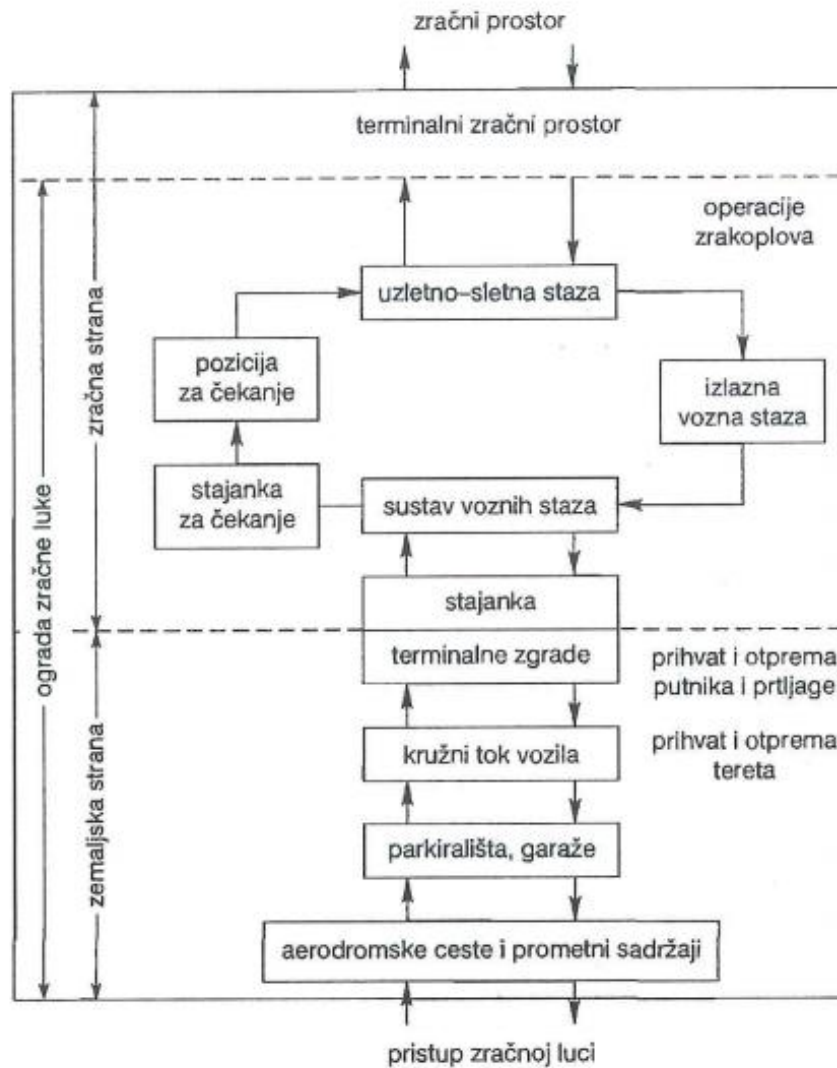 zračni prostor
terminalni zračni prostor
operacije
zrakoplova
uzletno–sletna staza
pozicija
za čekanje
izlazna
vozna staza
stajanka
za čekanje
sustav voznih staza
stajanka
terminalne zgrade
prihvat i otprema
putnika i prtljage
kružni tok vozila
prihvat i otprema
tereta
parkirališta, garaže
aerodromske ceste i prometni sadržaji
pristup zračnoj luci
ograda zračne luke
zračna strana
zemaljska strana